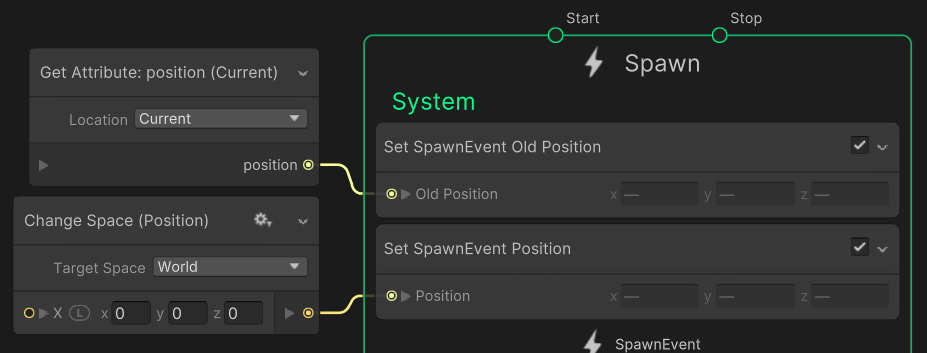 Start
Stop
Spawn
System
Get Attribute: position (Current)
Location Current
position
Set SpawnEvent Old Position
Old Position x — y — z —
Change Space (Position)
Target Space World
X L x 0 y 0 z 0
Set SpawnEvent Position
Position x — y — z —
SpawnEvent